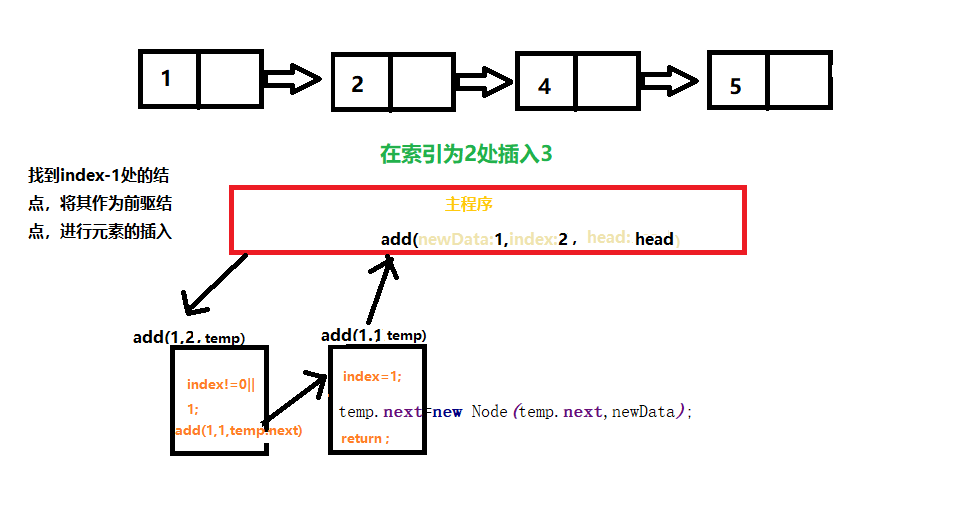 1
2
4
5
在索引为2处插入3
找到index-1处的结
点，将其作为前驱结
点，进行元素的插入
主程序
add(newData:1,index:2 ，head: head )
add(1,2 , temp)
add(1,1 temp)
index!=0||
1;
add(1,1,temp.next)
index=1;
temp.next=new Node(temp.next,newData);
return ;